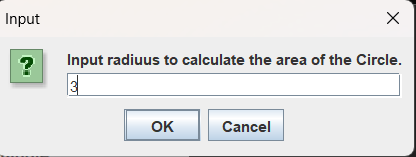 Input
Input radiuus to calculate the area of the Circle.
3
OK Cancel